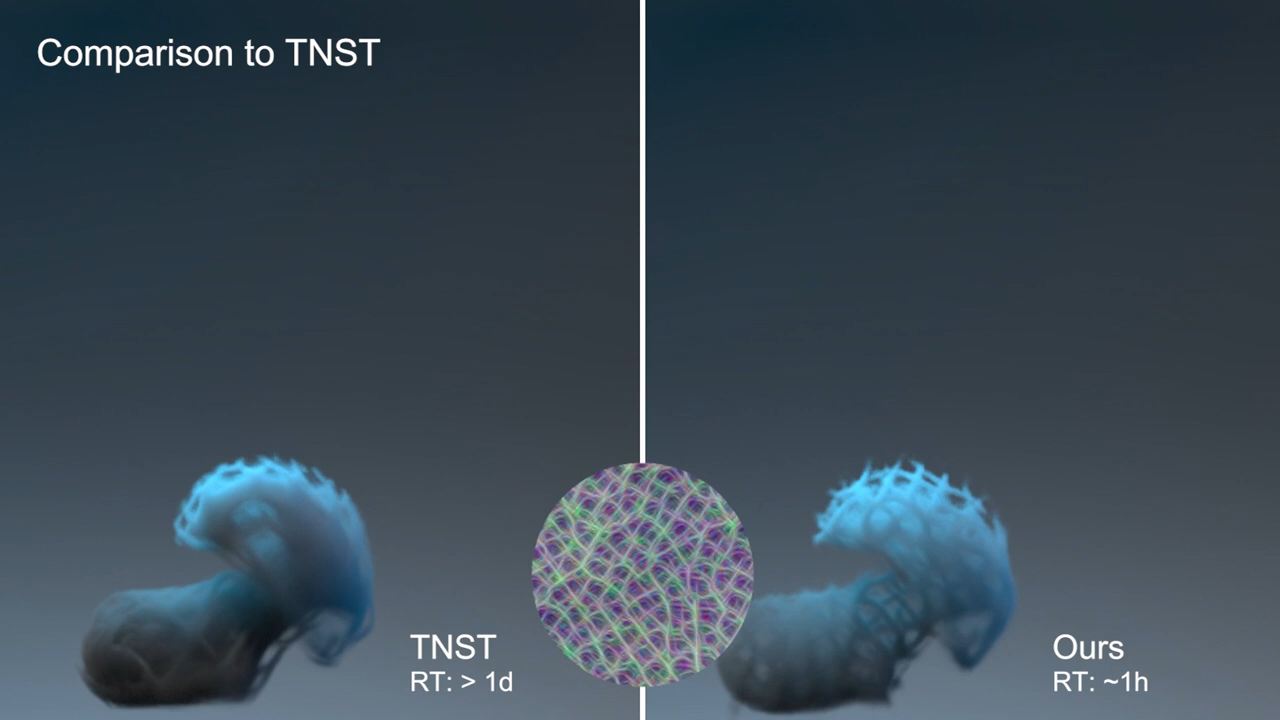 Comparison to TNST
TNST
RT: > 1d
Ours
RT: ~1h